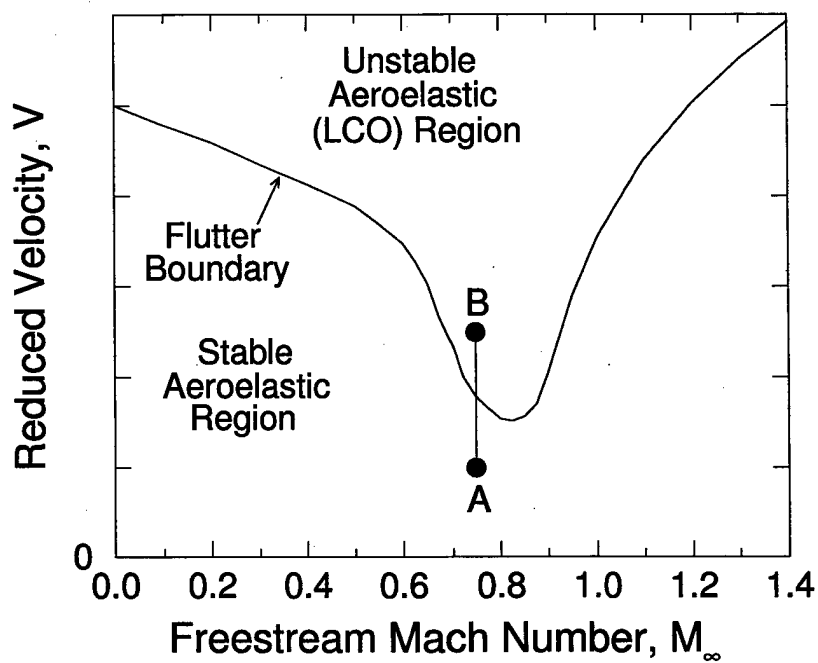 Unstable
Aeroelastic
(LCO) Region
Flutter
Boundary
B
Stable
Aeroelastic
Region
A
Reduced Velocity, V
0
0.0 0.2 0.4 0.6 0.8 1.0 1.2 1.4
Freestream Mach Number, M∞